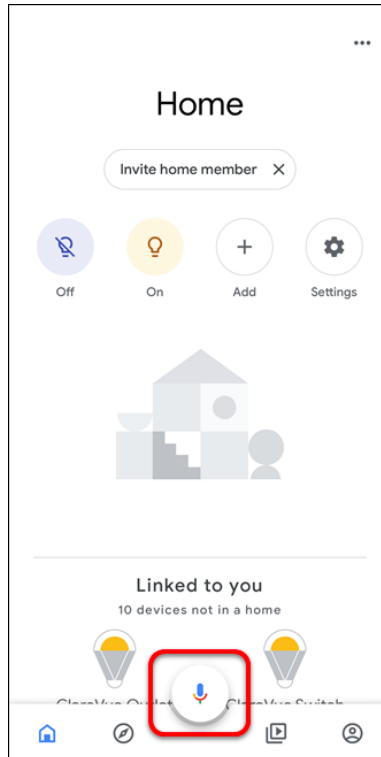 Home
Invite home member
Off On Add Settings
Linked to you
10 devices not in a home